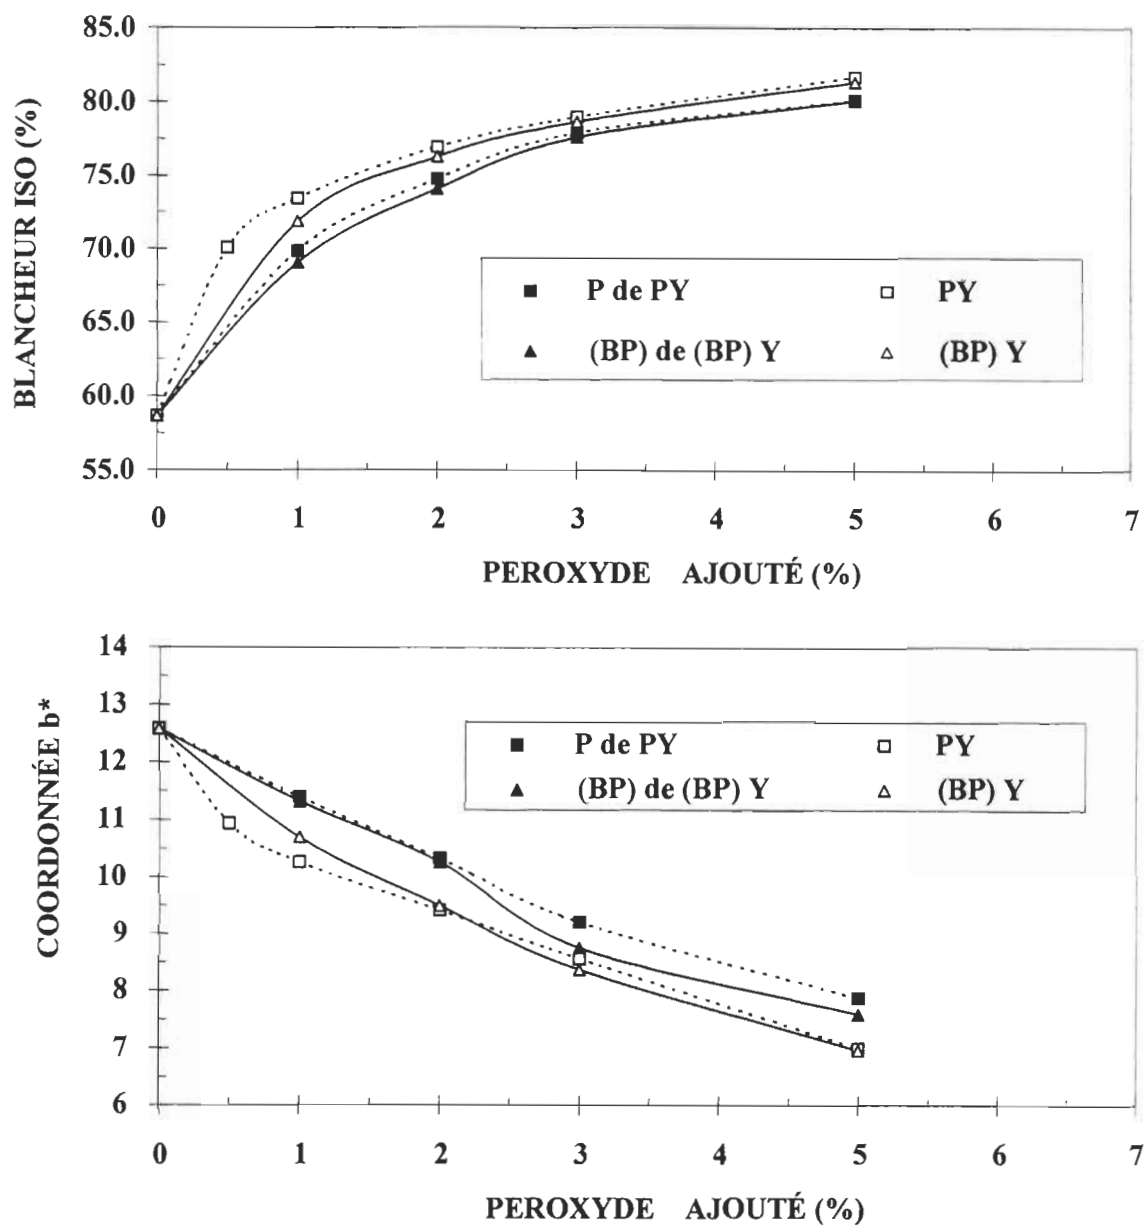 85.0
80.0
75.0
70.0
65.0
60.0
55.0
BLANCHEUR ISO (%)
P de PY
PY
(BP) de (BP) Y
(BP) Y
0 1 2 3 4 5 6 7
PEROXYDE AJOUTÉ (%)
14
13
12
11
10
9
8
7
6
COORDONNÉE b*
P de PY
PY
(BP) de (BP) Y
(BP) Y
0 1 2 3 4 5 6 7
PEROXYDE AJOUTÉ (%)